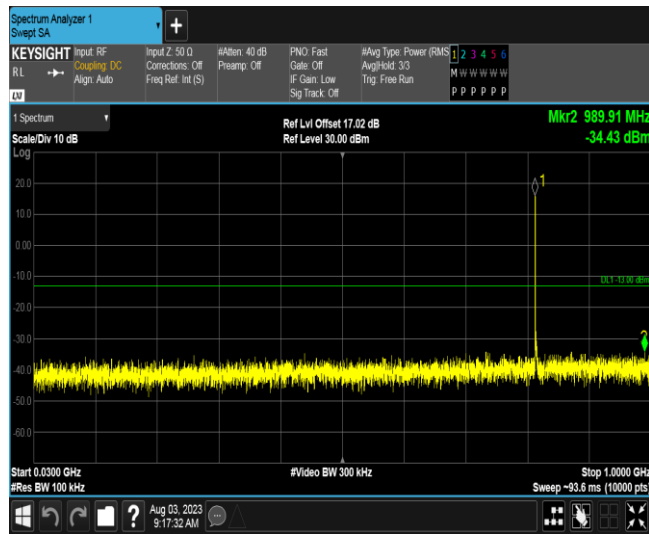 Spectrum Analyzer 1
Swept SA
KEYSIGHT
RL
LXI
Input: RF
Coupling: DC
Align: Auto
Input Z: 50 Ω
Corrections: Off
Freq Ref: Int (S)
#Atten: 40 dB
Preamp: Off
PNO: Fast
Gate: Off
IF Gain: Low
Sig Track: Off
#Avg Type: Power (RMS
Avg|Hold: 3/3
Trig: Free Run
1 2 3 4 5 6
M W W W W W
P P P P P P
1 Spectrum
Scale/Div 10 dB
Log
Ref Lvl Offset 17.02 dB
Ref Level 30.00 dBm
Mkr2 989.91 MHz
-34.43 dBm
20.0
10.0
0.00
-10.0
-20.0
-30.0
-40.0
-50.0
-60.0
1
2
DL1 -13.00 dBm
Start 0.0300 GHz
#Res BW 100 kHz
#Video BW 300 kHz
Stop 1.0000 GHz
Sweep ~93.6 ms (10000 pts)
?
Aug 03, 2023
9:17:32 AM